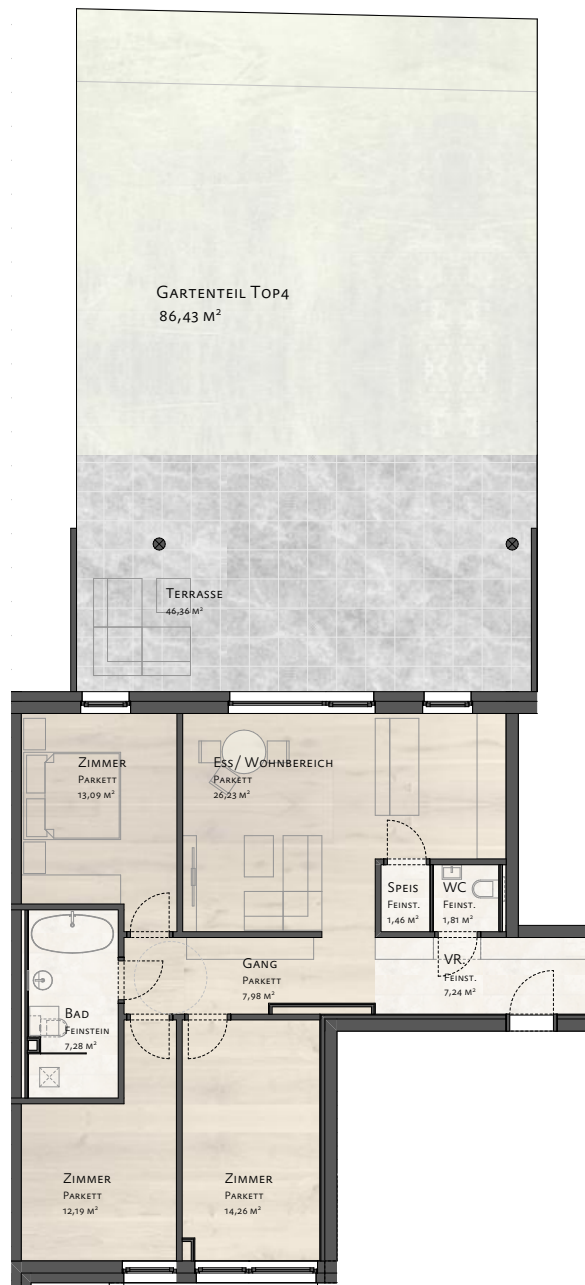 Gartenteil Top4
86,43 m²
Terrasse
46,36 m²
Zimmer
Parkett
13,09 m²
Ess/ Wohnbereich
Parkett
26,23 m²
Speis
Feinst.
1,46 m²
WC
Feinst.
1,81 m²
Gang
Parkett
7,98 m²
VR.
Feinst.
7,24 m²
Bad
Feinstein
7,28 m²
Zimmer
Parkett
12,19 m²
Zimmer
Parkett
14,26 m²